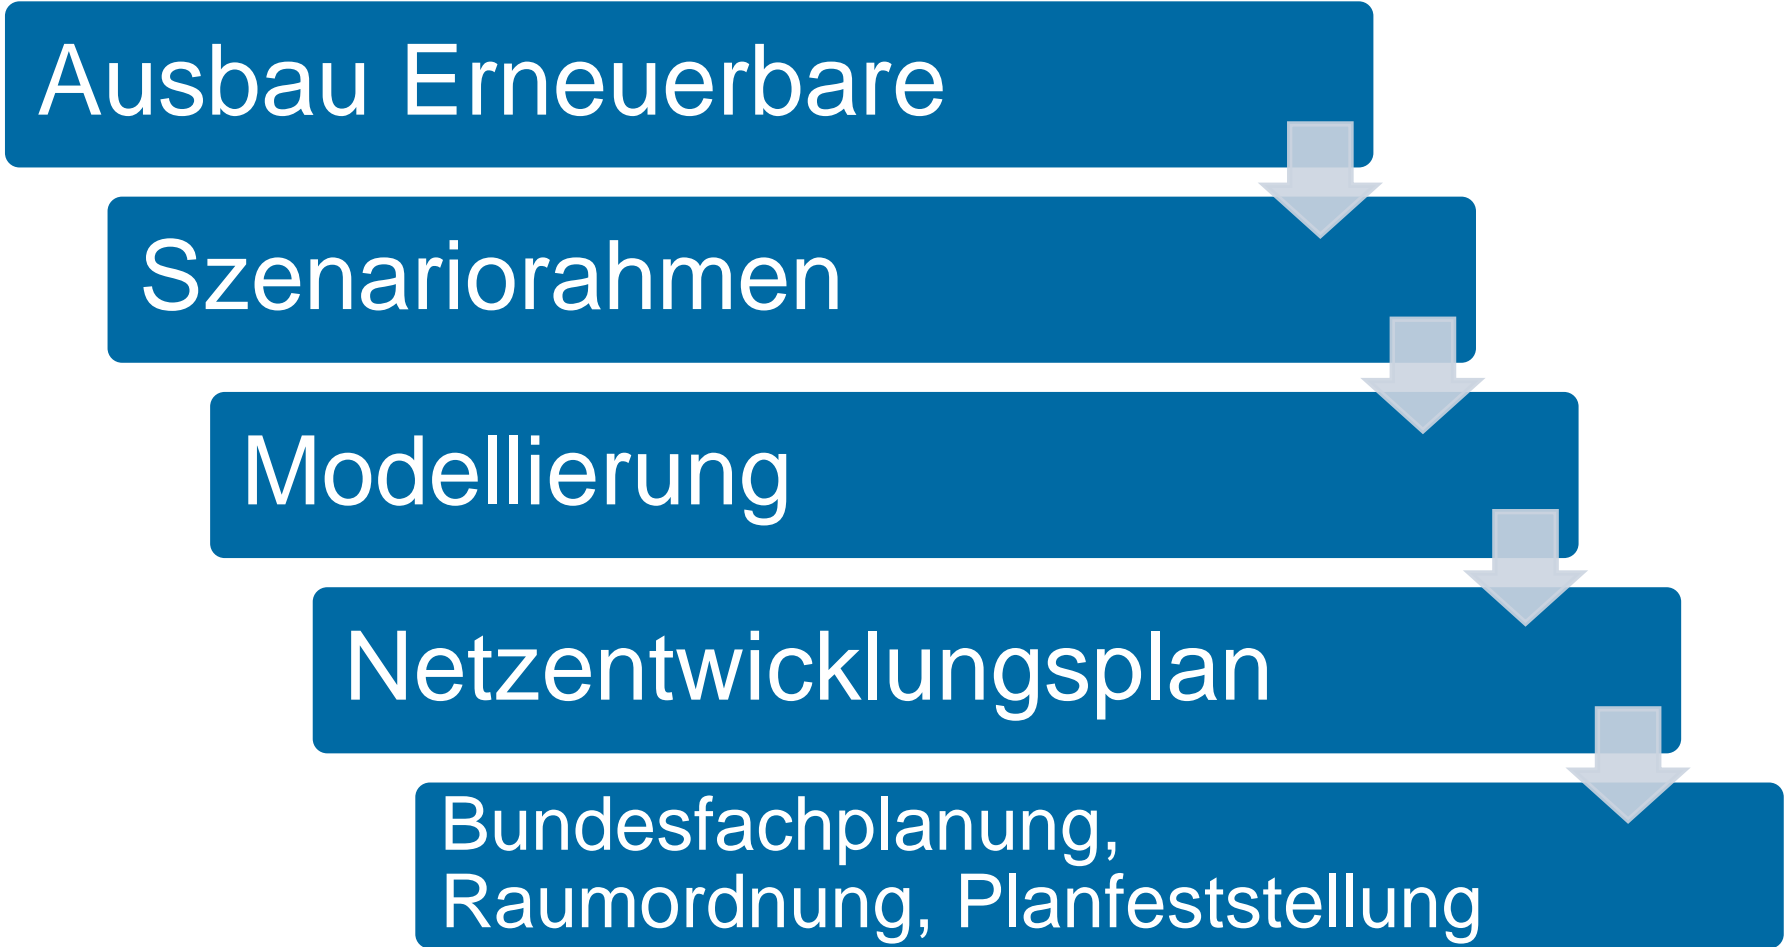 Ausbau Erneuerbare
Szenariorahmen
Modellierung
Netzentwicklungsplan
Bundesfachplanung,
Raumordnung, Planfeststellung